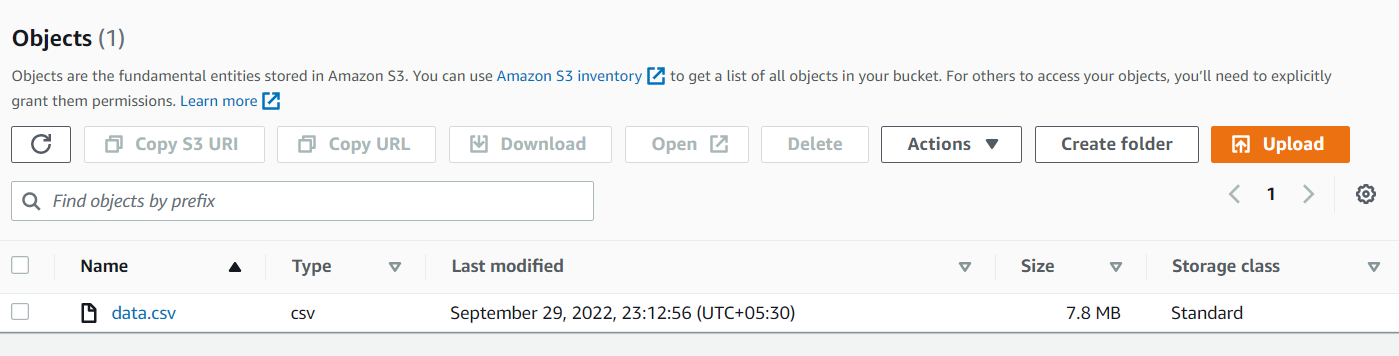 Objects (1)
Objects are the fundamental entities stored in Amazon S3. You can use Amazon S3 inventory to get a list of all objects in your bucket. For others to access your objects, you'll need to explicitly
grant them permissions. Learn more
Copy S3 URI Copy URL Download Open Delete Actions Create folder Upload
Find objects by prefix 1
Name Type Last modified Size Storage class
data.csv csv September 29, 2022, 23:12:56 (UTC+05:30) 7.8 MB Standard